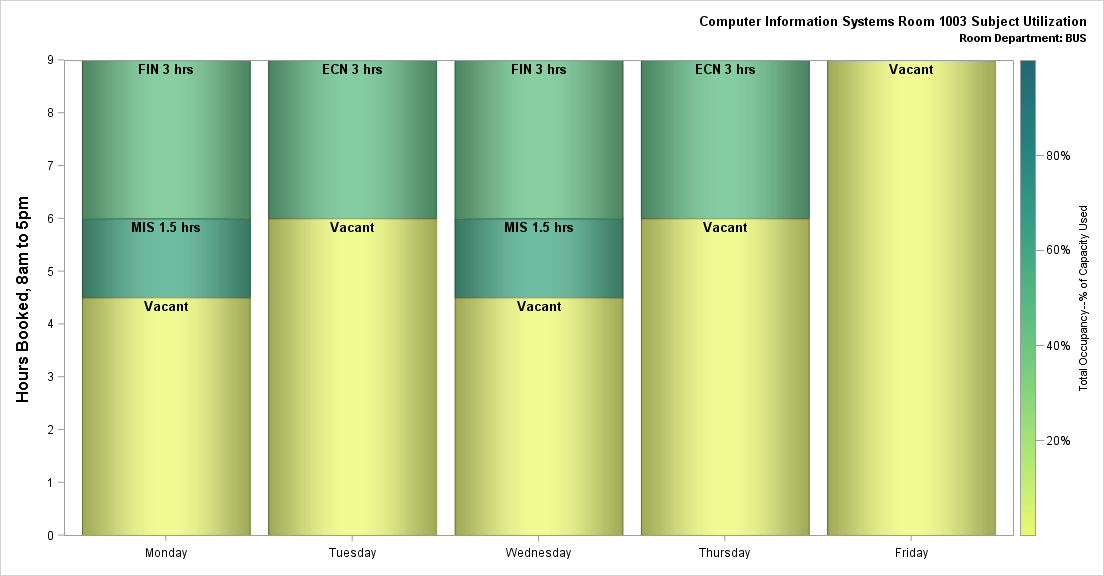 Computer Information Systems Room 1003 Subject Utilization
Room Department: BUS
Hours Booked, 8am to 5pm
9
8
7
6
5
4
3
2
1
0
FIN 3 hrs
MIS 1.5 hrs
Vacant
ECN 3 hrs
Vacant
FIN 3 hrs
MIS 1.5 hrs
Vacant
ECN 3 hrs
Vacant
Vacant
Monday
Tuesday
Wednesday
Thursday
Friday
80%
60%
40%
20%
Total Occupancy--% of Capacity Used